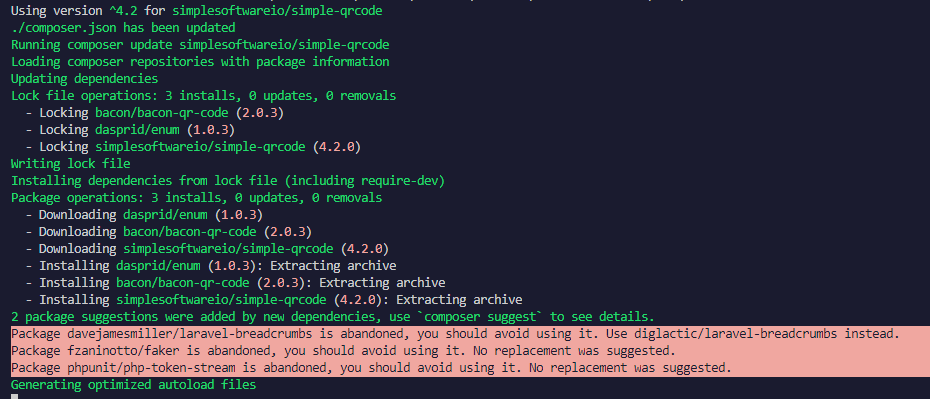 Using version ^4.2 for simplesoftwareio/simple-qrcode
./composer.json has been updated
Running composer update simplesoftwareio/simple-qrcode
Loading composer repositories with package information
Updating dependencies
Lock file operations: 3 installs, 0 updates, 0 removals
  - Locking bacon/bacon-qr-code (2.0.3)
  - Locking dasprid/enum (1.0.3)
  - Locking simplesoftwareio/simple-qrcode (4.2.0)
Writing lock file
Installing dependencies from lock file (including require-dev)
Package operations: 3 installs, 0 updates, 0 removals
  - Downloading dasprid/enum (1.0.3)
  - Downloading bacon/bacon-qr-code (2.0.3)
  - Downloading simplesoftwareio/simple-qrcode (4.2.0)
  - Installing dasprid/enum (1.0.3): Extracting archive
  - Installing bacon/bacon-qr-code (2.0.3): Extracting archive
  - Installing simplesoftwareio/simple-qrcode (4.2.0): Extracting archive
2 package suggestions were added by new dependencies, use `composer suggest` to see details.
Package davejamesmiller/laravel-breadcrumbs is abandoned, you should avoid using it. Use diglactic/laravel-breadcrumbs instead.
Package fzaninotto/faker is abandoned, you should avoid using it. No replacement was suggested.
Package phpunit/php-token-stream is abandoned, you should avoid using it. No replacement was suggested.
Generating optimized autoload files